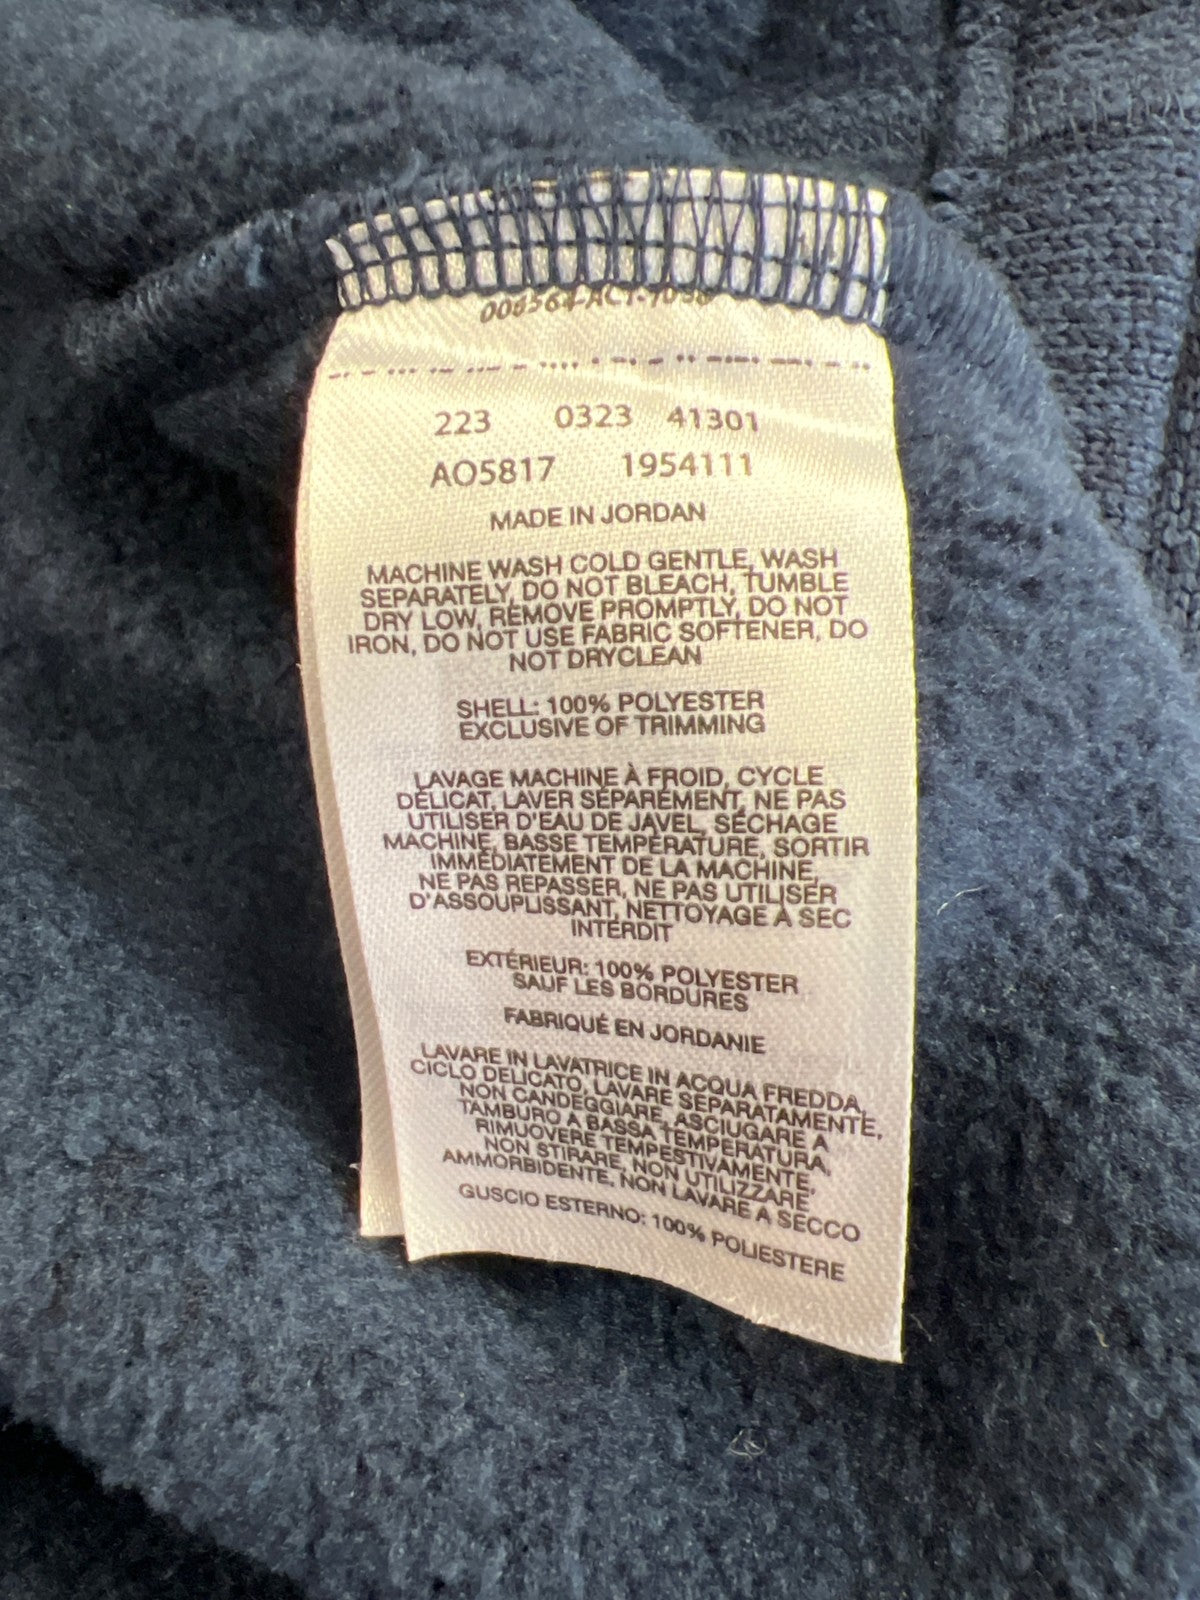 223 0323 41301
AO5817 1954111
MADE IN JORDAN
MACHINE WASH COLD GENTLE, WASH
SEPARATELY, DO NOT BLEACH, TUMBLE
DRY LOW, REMOVE PROMPTLY, DO NOT
IRON, DO NOT USE FABRIC SOFTENER, DO
NOT DRYCLEAN
SHELL: 100% POLYESTER
EXCLUSIVE OF TRIMMING
LAVAGE MACHINE À FROID, CYCLE
DÉLICAT, LAVER SÉPARÉMENT, NE PAS
UTILISER D'EAU DE JAVEL, SÉCHAGE
MACHINE, BASSE TEMPÉRATURE, SORTIR
IMMÉDIATEMENT DE LA MACHINE,
NE PAS REPASSER, NE PAS UTILISER
D'ASSOUPLISSANT, NETTOYAGE À SEC
INTERDIT
EXTÉRIEUR: 100% POLYESTER
SAUF LES BORDURES
FABRIQUÉ EN JORDANIE
LAVARE IN LAVATRICE IN ACQUA FREDDA,
CICLO DELICATO, LAVARE SEPARATAMENTE,
NON CANDEGGIARE, ASCIUGARE A
TAMBURO A BASSA TEMPERATURA,
RIMUOVERE TEMPESTIVAMENTE,
NON STIRARE, NON UTILIZZARE
AMMORBIDENTE, NON LAVARE A SECCO
GUSCIO ESTERNO: 100% POLIESTERE